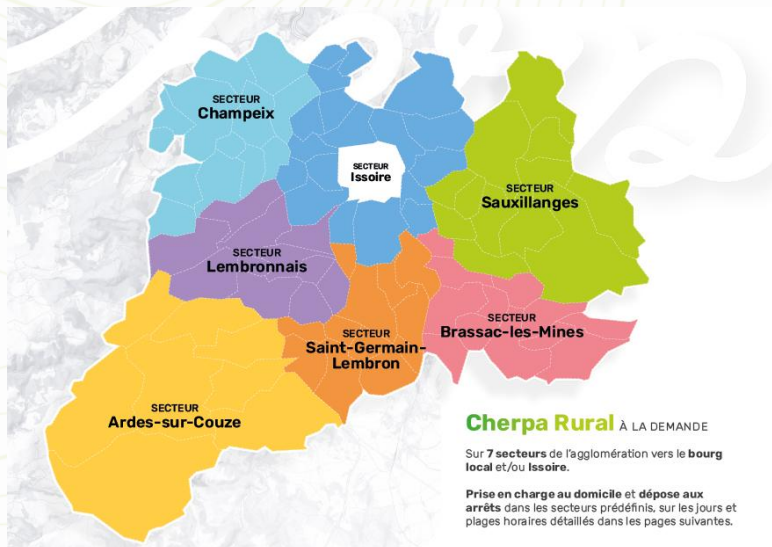 SECTEUR
Champeix
SECTEUR
Issoire
SECTEUR
Sauxillanges
SECTEUR
Lembronnais
SECTEUR
Saint-Germain-
Lembron
SECTEUR
Brassac-les-Mines
SECTEUR
Ardes-sur-Couze
Cherpa Rural À LA DEMANDE
Sur 7 secteurs de l'agglomération vers le bourg
local et/ou Issoire.
Prise en charge au domicile et dépose aux
arrêts dans les secteurs prédéfinis, sur les jours et
plages horaires détaillés dans les pages suivantes.